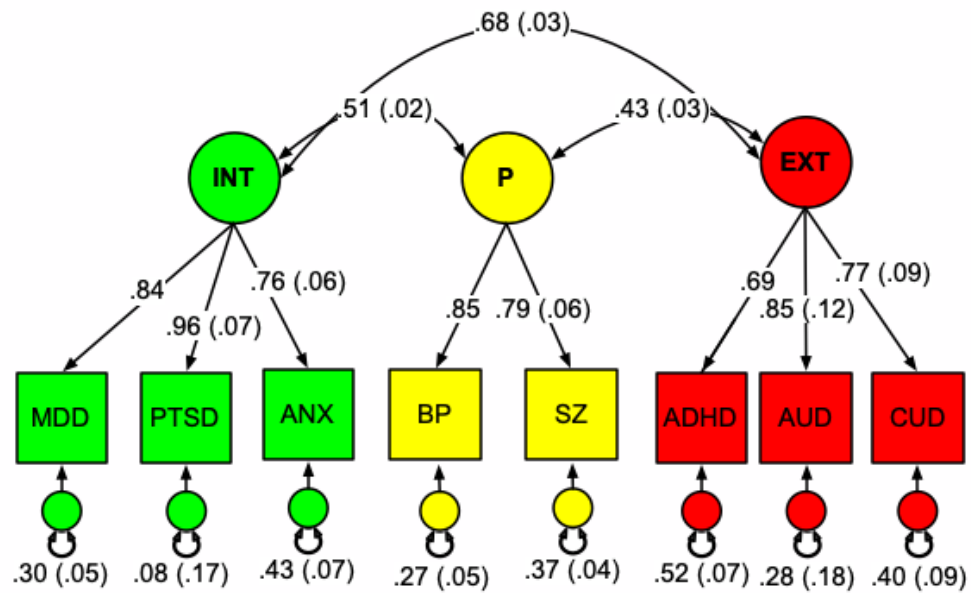 .68 (.03)
.51 (.02)
.43 (.03)
INT
P
EXT
.84
.96 (.07)
.76 (.06)
.85
.79 (.06)
.69
.85 (.12)
.77 (.09)
MDD
PTSD
ANX
BP
SZ
ADHD
AUD
CUD
.30 (.05)
.08 (.17)
.43 (.07)
.27 (.05)
.37 (.04)
.52 (.07)
.28 (.18)
.40 (.09)